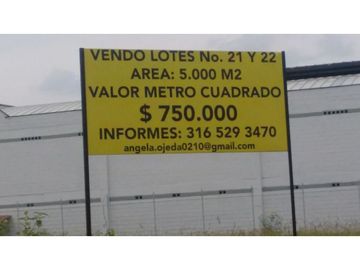 VENDO LOTES No. 21 Y 22
AREA: 5.000 M2
VALOR METRO CUADRADO
$ 750.000
INFORMES: 316 529 3470
angela.ojeda0210@gmail.com